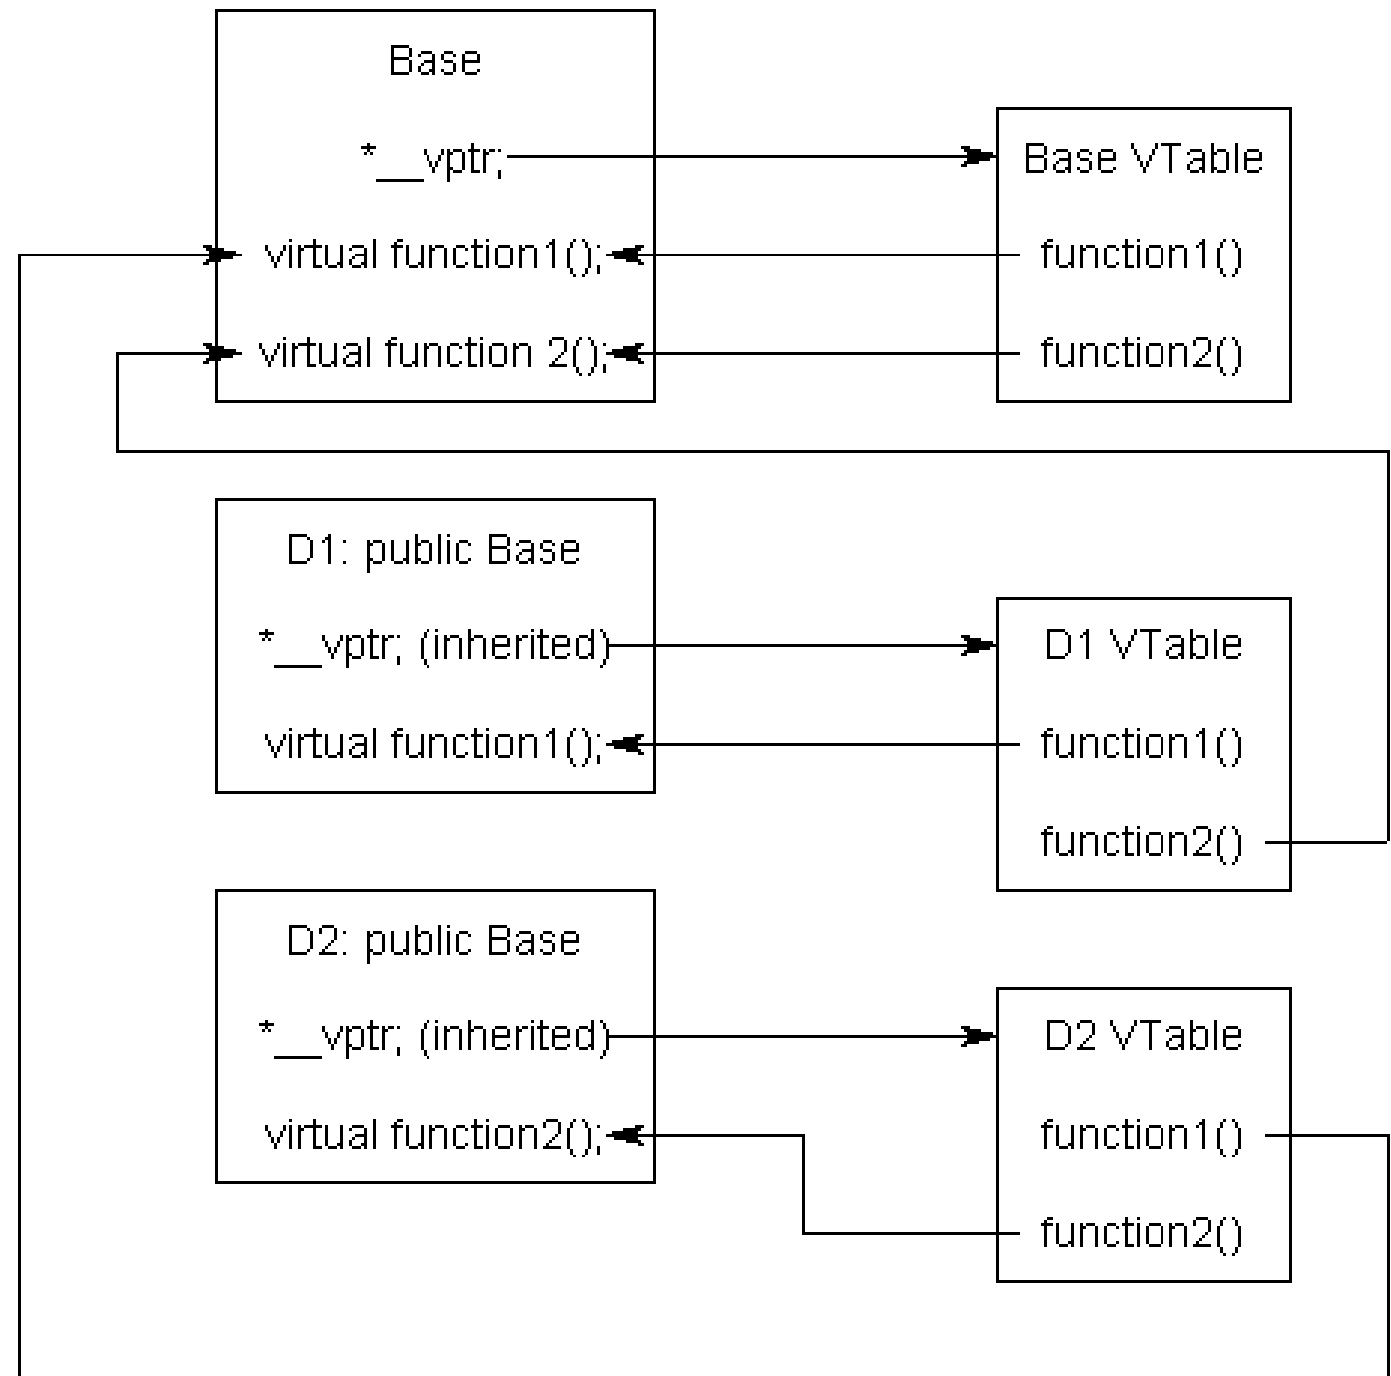 Base
*__vptr;
virtual function1();
virtual function 2();
Base VTable
function1()
function2()
D1: public Base
*__vptr; (inherited)
virtual function1();
D1 VTable
function1()
function2()
D2: public Base
*__vptr; (inherited)
virtual function2();
D2 VTable
function1()
function2()